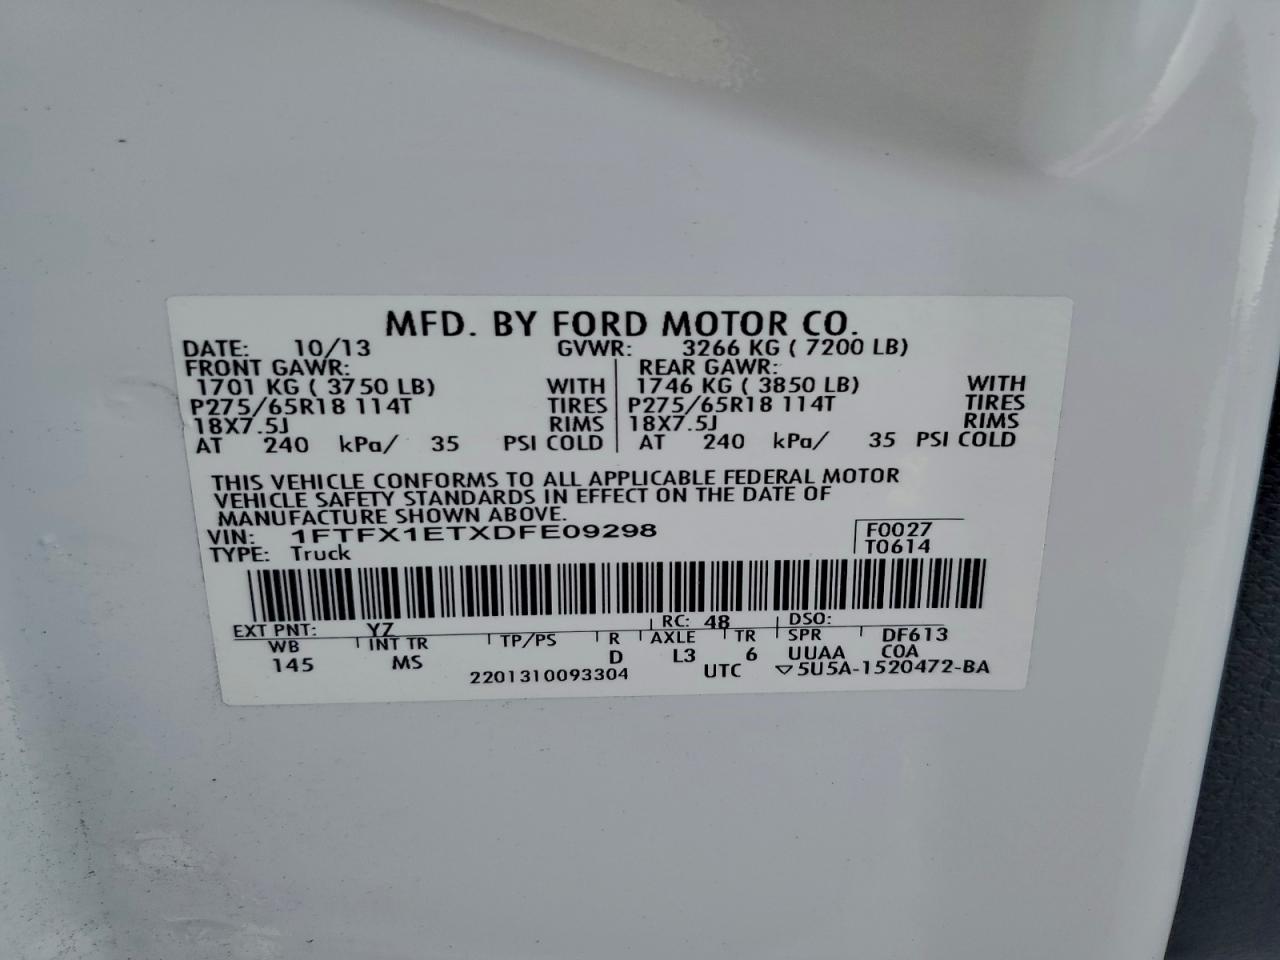 MFD. BY FORD MOTOR CO.
DATE: 10/13 GVWR: 3266 KG ( 7200 LB)
FRONT GAWR: REAR GAWR:
1701 KG ( 3750 LB) WITH 1746 KG ( 3850 LB) WITH
P275/65R18 114T TIRES P275/65R18 114T TIRES
18X7.5J RIMS 18X7.5J RIMS
AT 240 kPa/ 35 PSI COLD AT 240 kPa/ 35 PSI COLD
THIS VEHICLE CONFORMS TO ALL APPLICABLE FEDERAL MOTOR
VEHICLE SAFETY STANDARDS IN EFFECT ON THE DATE OF
MANUFACTURE SHOWN ABOVE.
VIN: 1FTFX1ETXDFE09298 F0027
TYPE: Truck T0614
EXT PNT: YZ RC: 48 DSO:
WB INT TR TP/PS R AXLE TR SPR DF613
145 MS D L3 6 UUAA C0A
2201310093304 UTC ▽5U5A-1520472-BA